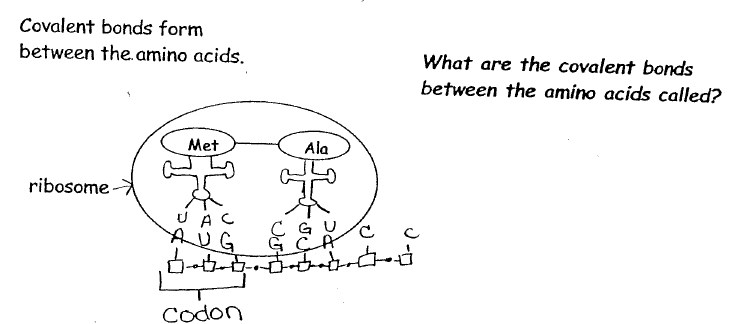 Covalent bonds form
between the amino acids.
What are the covalent bonds
between the amino acids called?
Met
Ala
ribosome
U A C
C G U
A U G
G C A
C
C
Codon